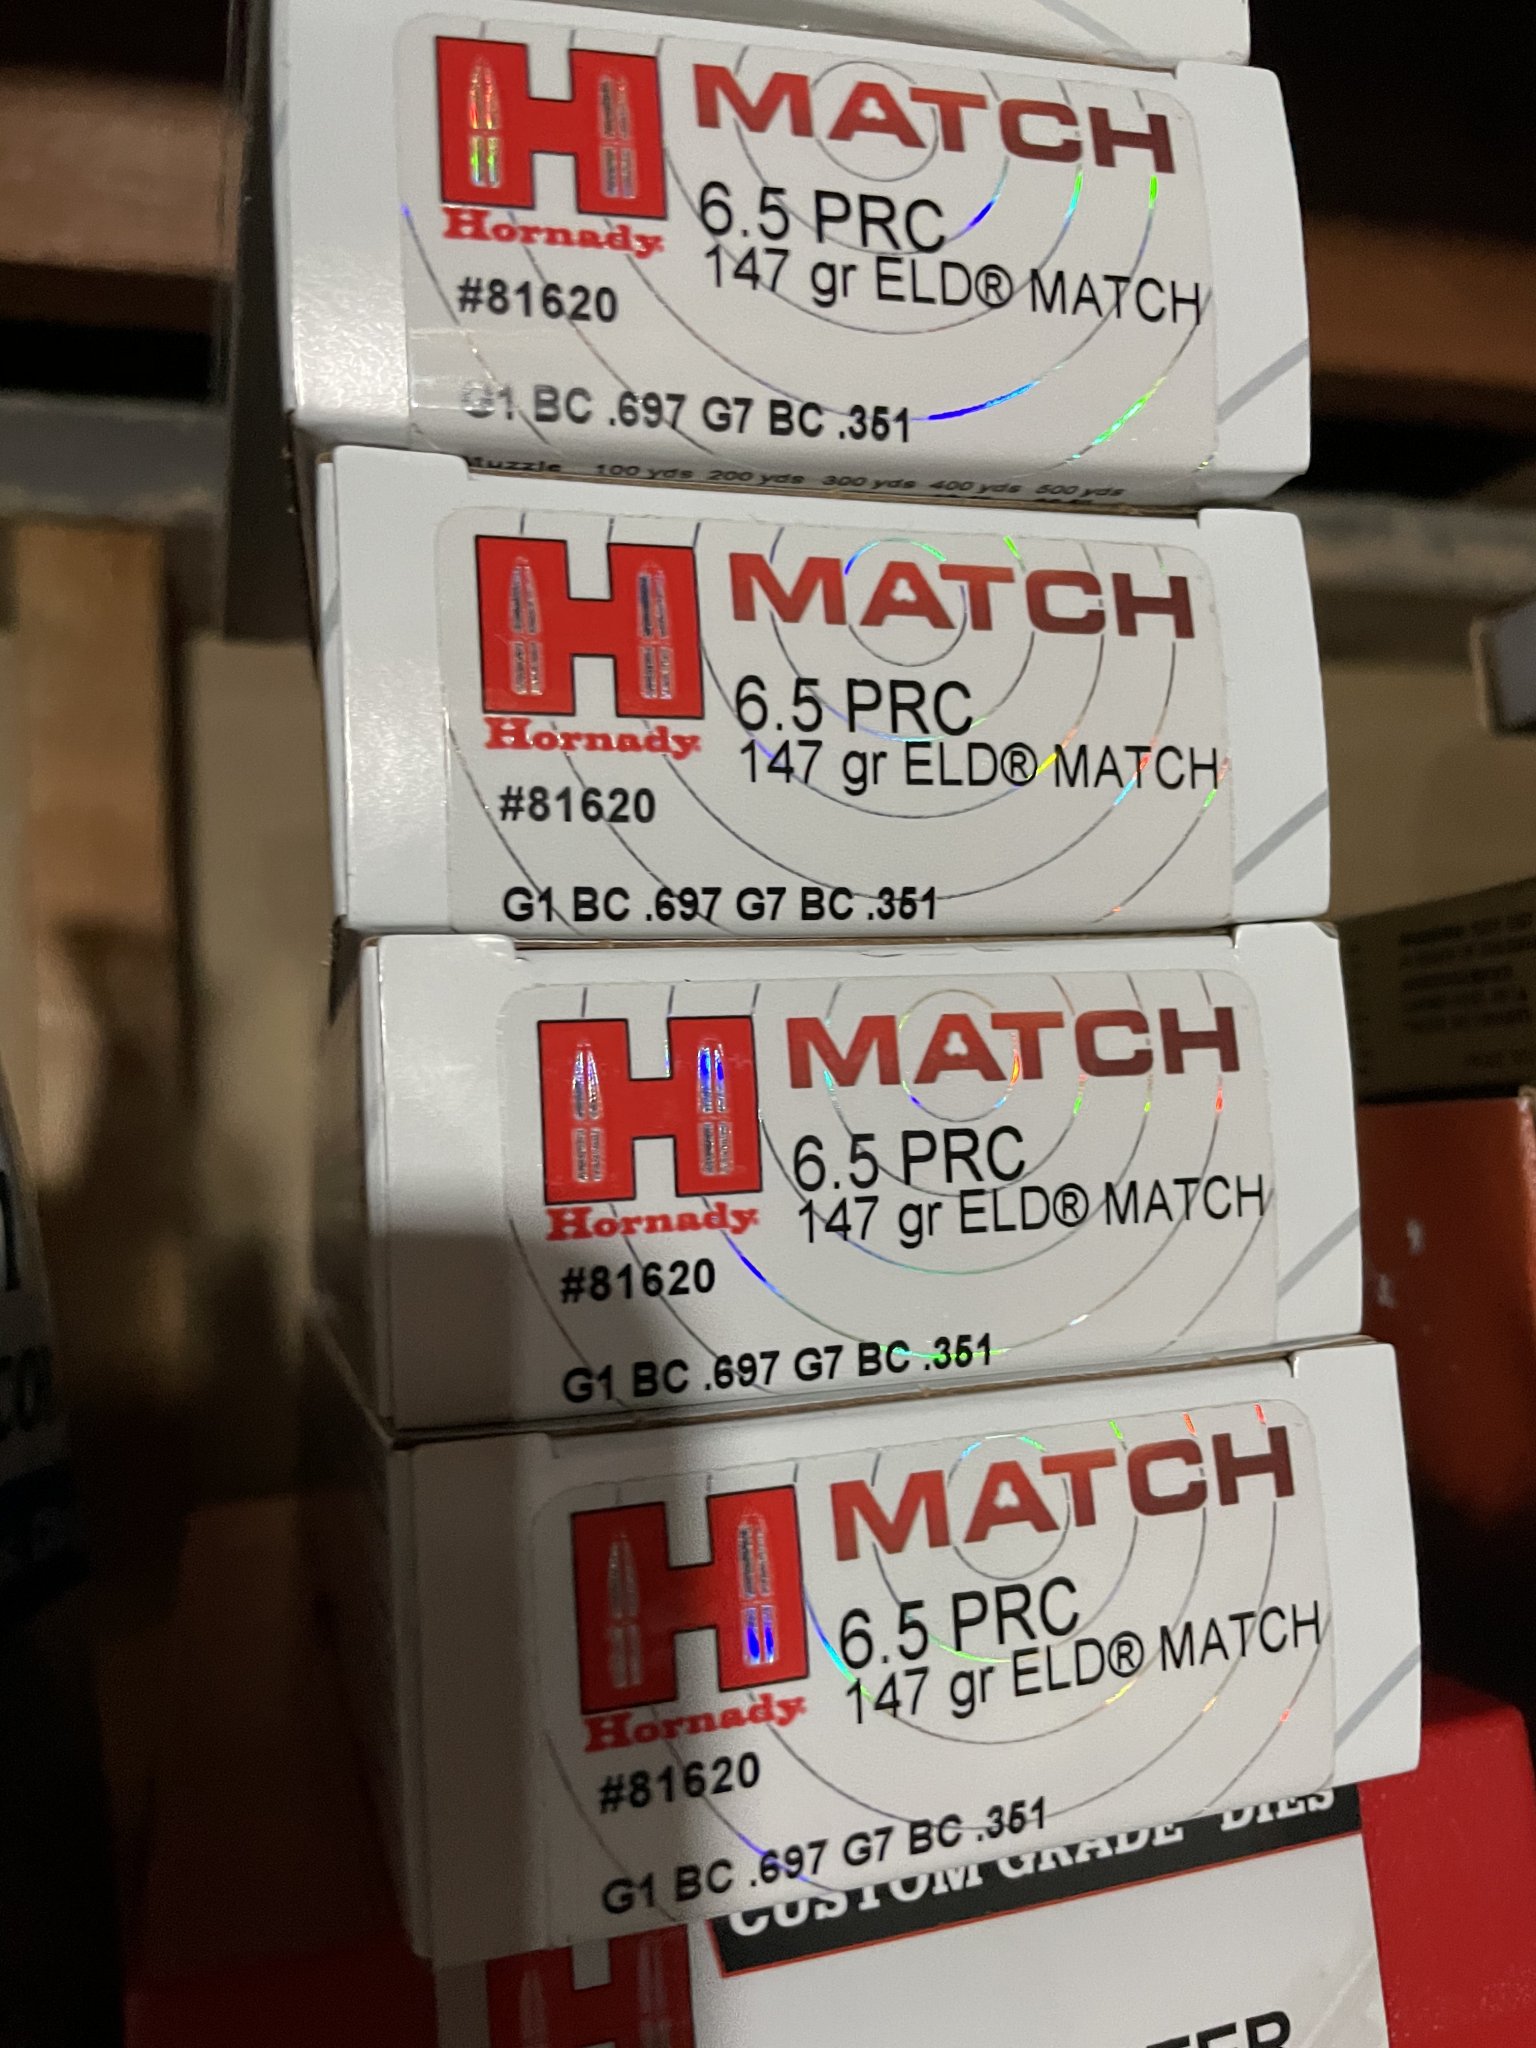 MATCH
Hornady
6.5 PRC
147 gr ELD® MATCH
#81620
G1 BC .697 G7 BC .351
Muzzle 100 yds 200 yds 300 yds 400 yds 500 yds
MATCH
Hornady
6.5 PRC
147 gr ELD® MATCH
#81620
G1 BC .697 G7 BC .351
MATCH
Hornady
6.5 PRC
147 gr ELD® MATCH
#81620
G1 BC .697 G7 BC .351
MATCH
Hornady
6.5 PRC
147 gr ELD® MATCH
#81620
G1 BC .697 G7 BC .351
CUSTOM GRADE DIES